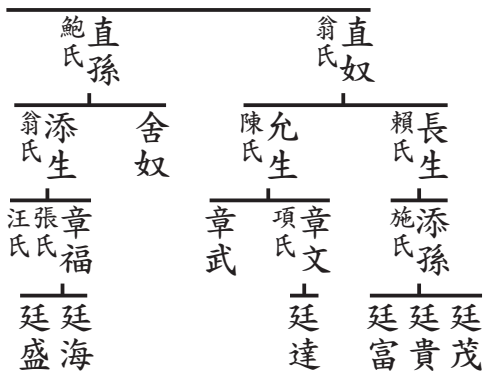 直奴
翁氏
直孫
鮑氏
長生
賴氏
允生
陳氏
舍奴
添生
翁氏
添孫
施氏
章文
項氏
章武
章福
張氏
汪氏
廷茂
廷貴
廷富
廷達
廷海
廷盛